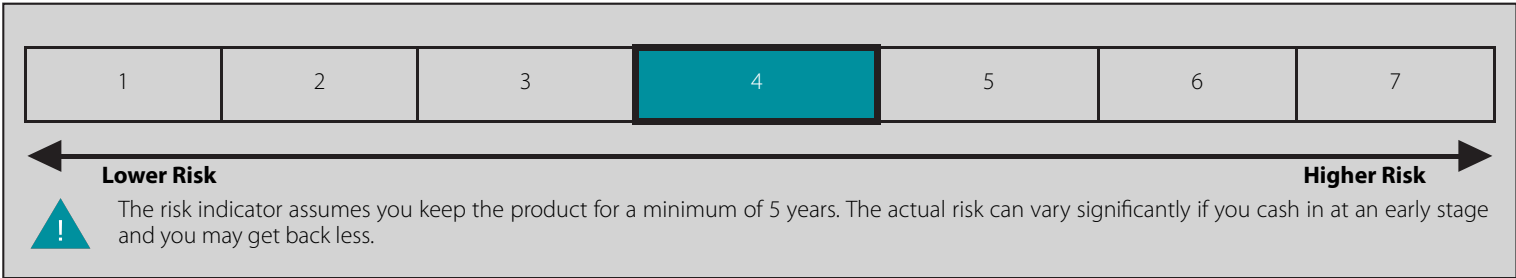 1 2 3 4 5 6 7
Lower Risk Higher Risk
! The risk indicator assumes you keep the product for a minimum of 5 years. The actual risk can vary significantly if you cash in at an early stage
and you may get back less.